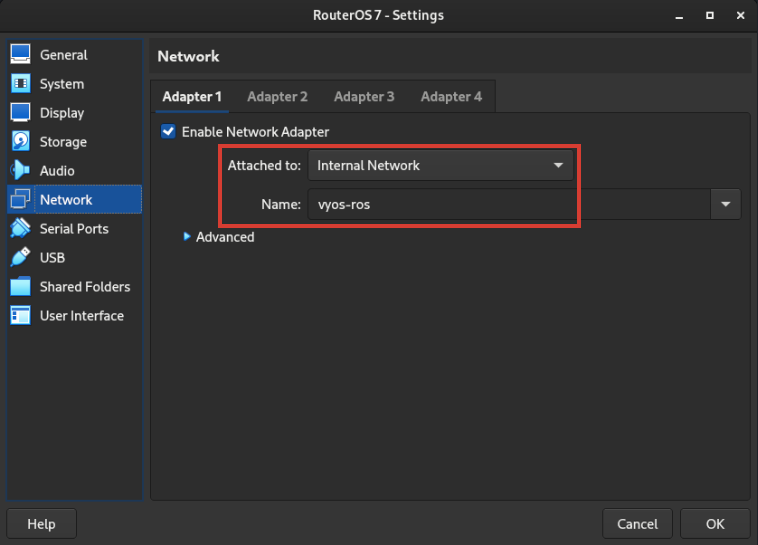 RouterOS 7 - Settings
General
System
Display
Storage
Audio
Network
Serial Ports
USB
Shared Folders
User Interface
Network
Adapter 1 Adapter 2 Adapter 3 Adapter 4
Enable Network Adapter
Attached to: Internal Network
Name: vyos-ros
Advanced
Help Cancel OK